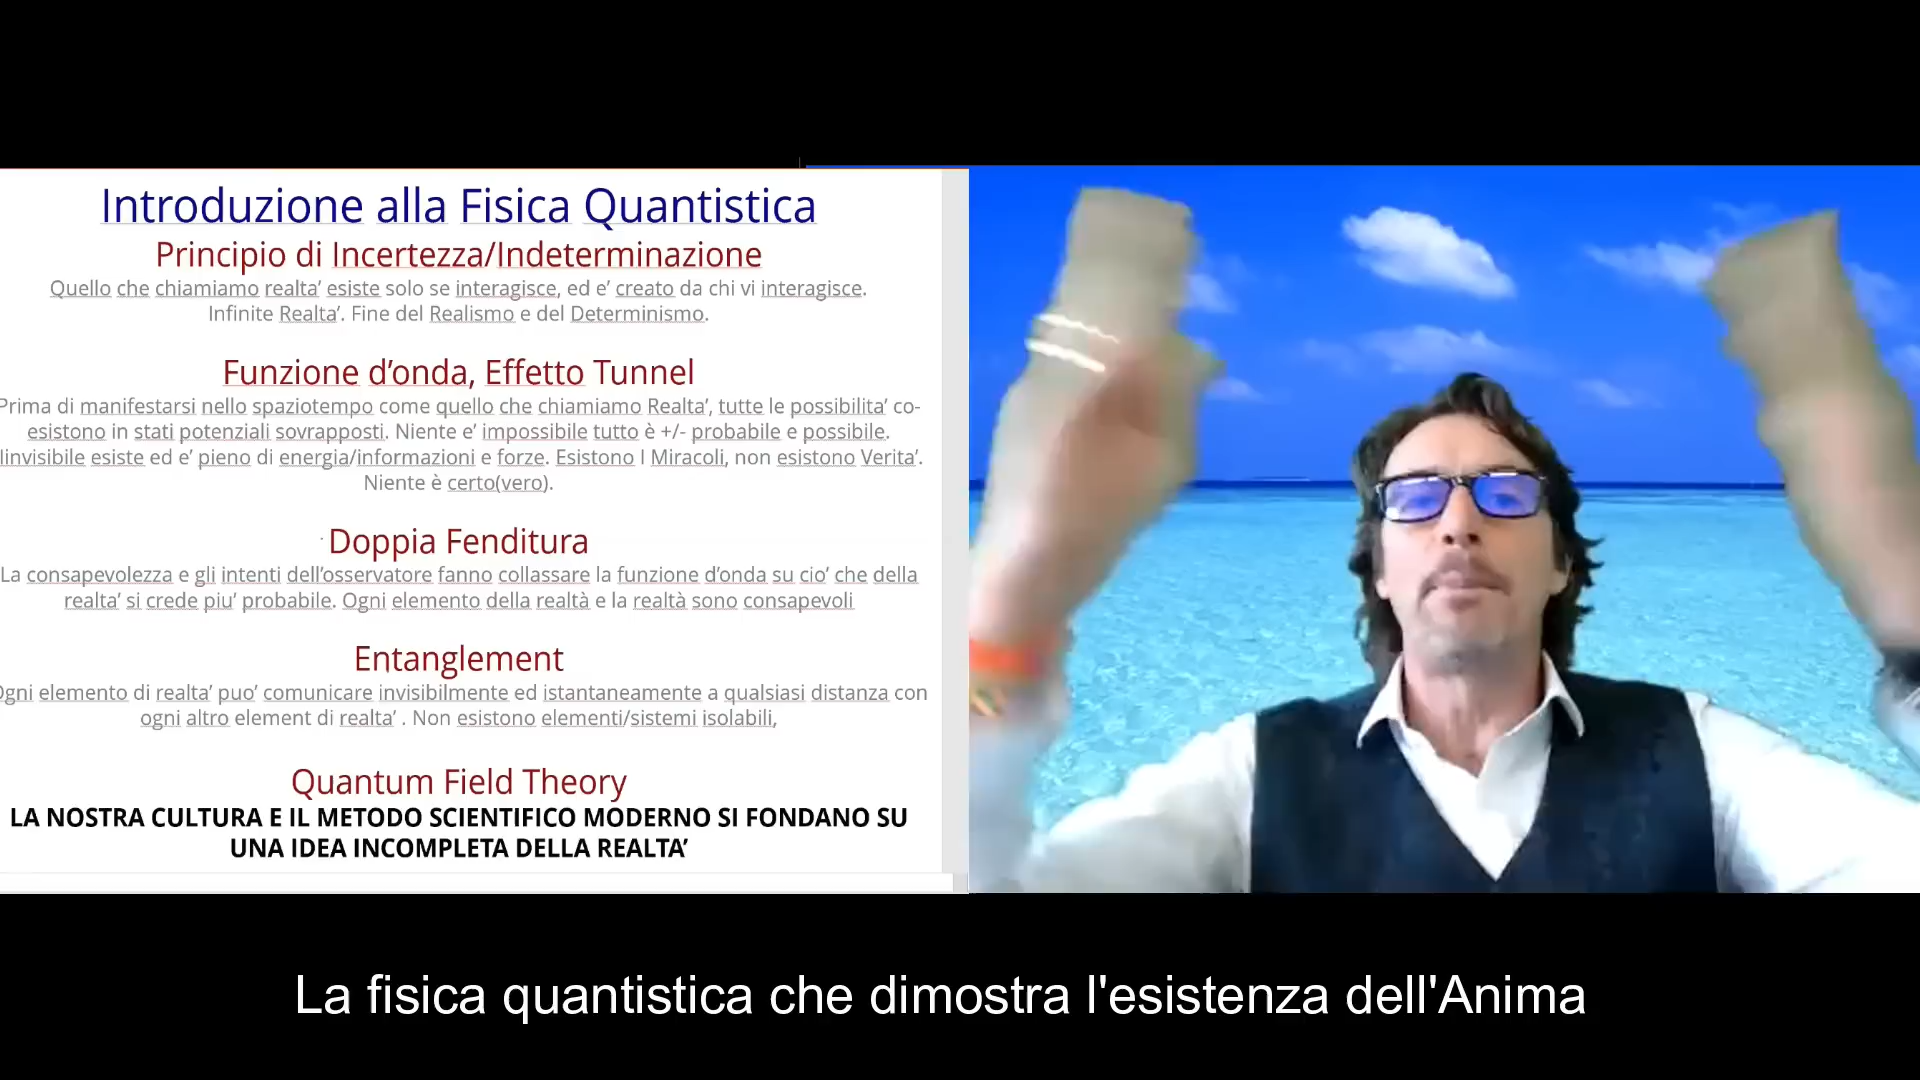 Introduzione alla Fisica Quantistica
Principio di Incertezza/Indeterminazione
Quello che chiamiamo realta’ esiste solo se interagisce, ed e’ creato da chi vi interagisce.
Infinite Realta’. Fine del Realismo e del Determinismo.
Funzione d’onda, Effetto Tunnel
Prima di manifestarsi nello spaziotempo come quello che chiamiamo Realta’, tutte le possibilita’ co-
esistono in stati potenziali sovrapposti. Niente e’ impossibile tutto è +/- probabile e possibile.
linvisibile esiste ed e’ pieno di energia/informazioni e forze. Esistono I Miracoli, non esistono Verita’.
Niente è certo(vero).
Doppia Fenditura
La consapevolezza e gli intenti dell’osservatore fanno collassare la funzione d’onda su cio’ che della
realta’ si crede piu’ probabile. Ogni elemento della realtà e la realtà sono consapevoli
Entanglement
Ogni elemento di realta’ puo’ comunicare invisibilmente ed istantaneamente a qualsiasi distanza con
ogni altro element di realta’ . Non esistono elementi/sistemi isolabili,
Quantum Field Theory
LA NOSTRA CULTURA E IL METODO SCIENTIFICO MODERNO SI FONDANO SU
UNA IDEA INCOMPLETA DELLA REALTA’
La fisica quantistica che dimostra l'esistenza dell'Anima